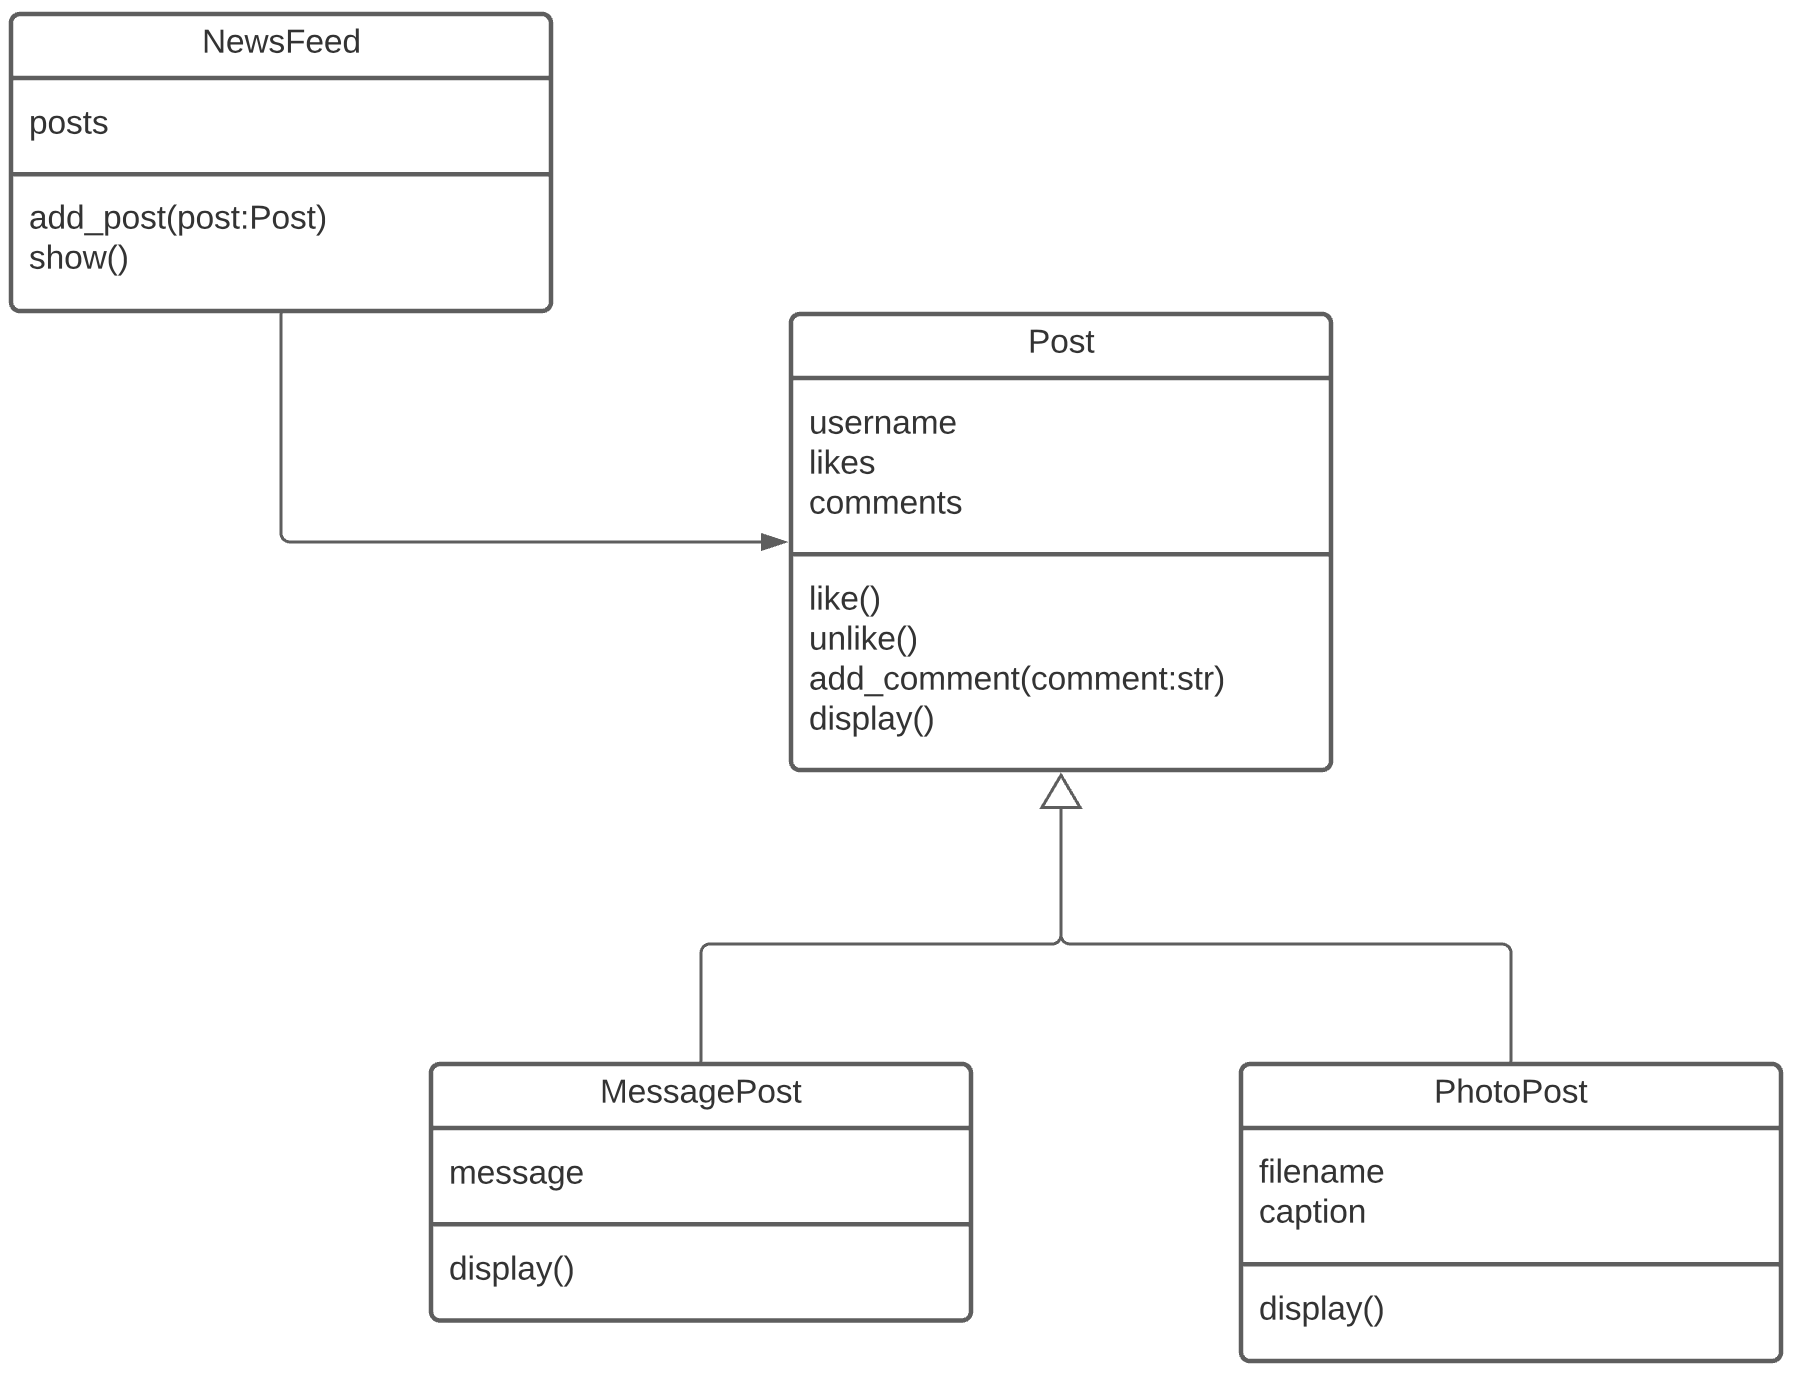 NewsFeed
posts
add_post(post:Post)
show()
Post
username
likes
comments
like()
unlike()
add_comment(comment:str)
display()
MessagePost
message
display()
PhotoPost
filename
caption
display()